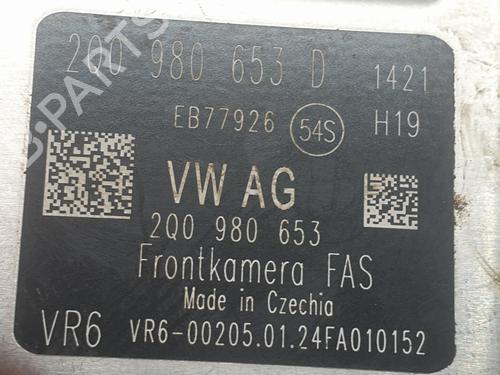 2Q0 980 653 D 1421
EB77926 54S H19
VW AG
2Q0 980 653
Frontkamera FAS
Made in Czechia
VR6 VR6-00205.01.24FA010152
B-PARTS